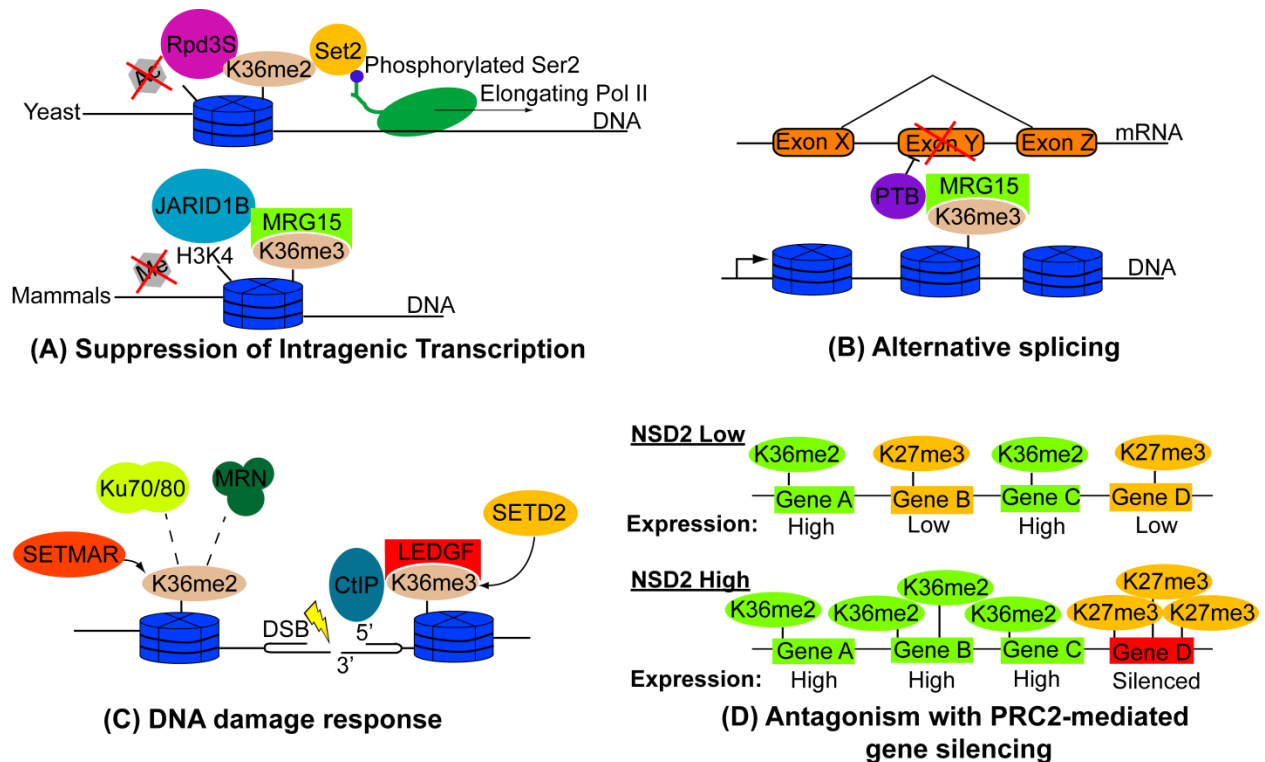 Rpd3S
Ac
K36me2
Set2
Phosphorylated Ser2
Elongating Pol II
Yeast
DNA
JARID1B
MRG15
H3K4
K36me3
Me
Mammals
DNA
(A) Suppression of Intragenic Transcription
Exon X
Exon Y
Exon Z
mRNA
PTB
MRG15
K36me3
DNA
(B) Alternative splicing
Ku70/80
MRN
SETMAR
K36me2
SETD2
LEDGF
CtIP
K36me3
DSB
5’
3’
(C) DNA damage response
NSD2 Low
K36me2
K27me3
K36me2
K27me3
Gene A
Gene B
Gene C
Gene D
Expression:
High
Low
High
Low
NSD2 High
K36me2
K36me2
K36me2
K36me2
K27me3
K27me3
K27me3
Gene A
Gene B
Gene C
Gene D
Expression:
High
High
High
Silenced
(D) Antagonism with PRC2-mediated
gene silencing